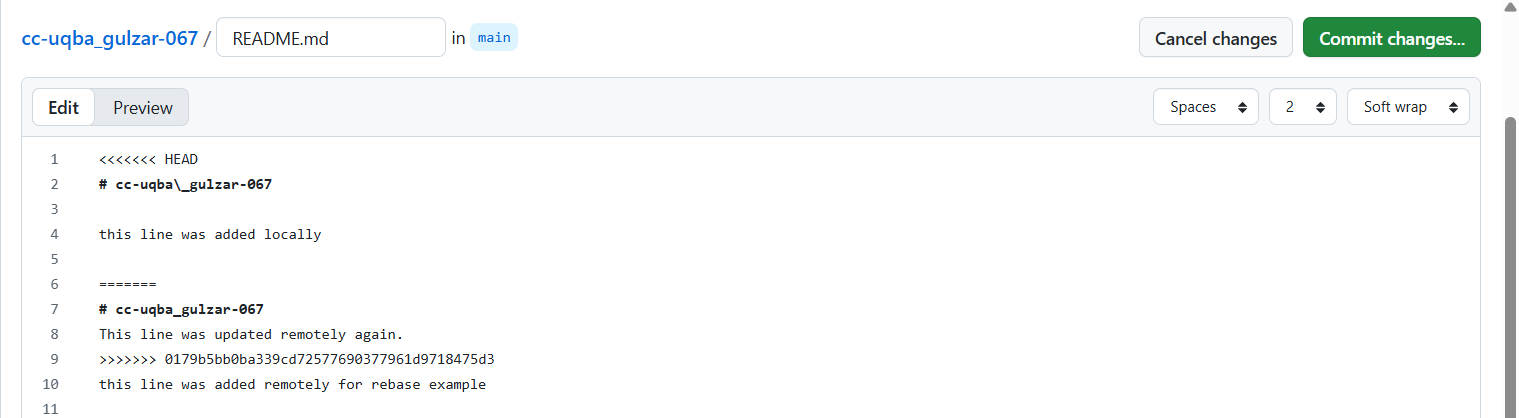 cc-uqba_gulzar-067 / README.md in main Cancel changes Commit changes...
Edit Preview Spaces 2 Soft wrap
1 <<<<<<< HEAD
2 # cc-uqba\_gulzar-067
3
4 this line was added locally
5
6 =======
7 # cc-uqba_gulzar-067
8 This line was updated remotely again.
9 >>>>>>> 0179b5bb0ba339cd72577690377961d9718475d3
10 this line was added remotely for rebase example
11